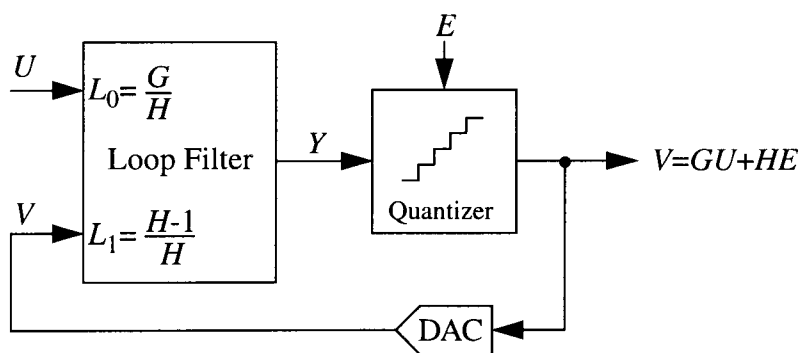 E
U
L₀= G/H
Loop Filter
Y
Quantizer
V=GU+HE
V
L₁= H-1/H
DAC